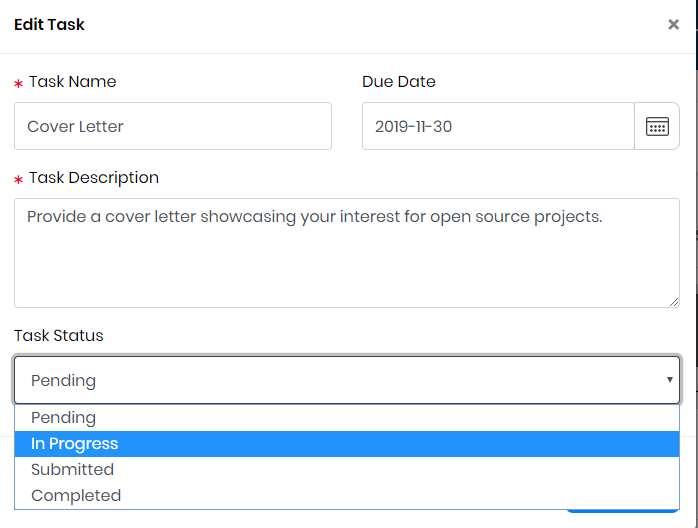 Edit Task ×
* Task Name Due Date
Cover Letter 2019-11-30
* Task Description
Provide a cover letter showcasing your interest for open source projects.
Task Status
Pending
Pending
In Progress
Submitted
Completed